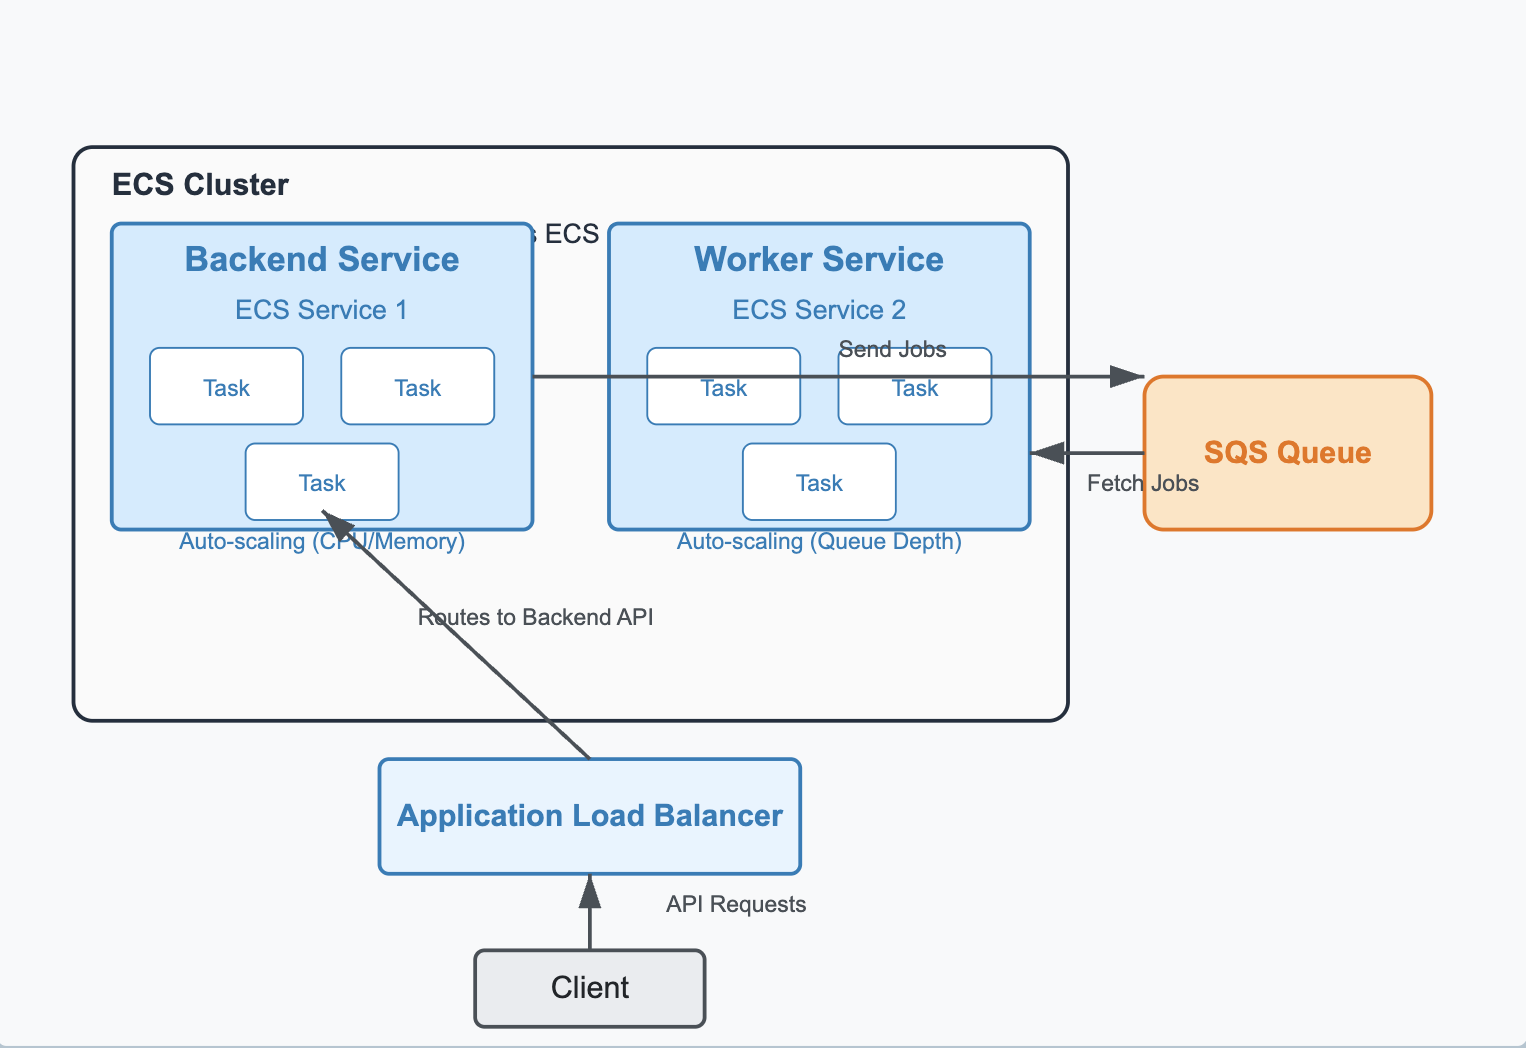 ECS Cluster
ECS
Backend Service
ECS Service 1
Task
Task
Task
Auto-scaling (CPU/Memory)
Worker Service
ECS Service 2
Send Jobs
Task
Task
Task
Auto-scaling (Queue Depth)
SQS Queue
Fetch Jobs
Routes to Backend API
Application Load Balancer
API Requests
Client